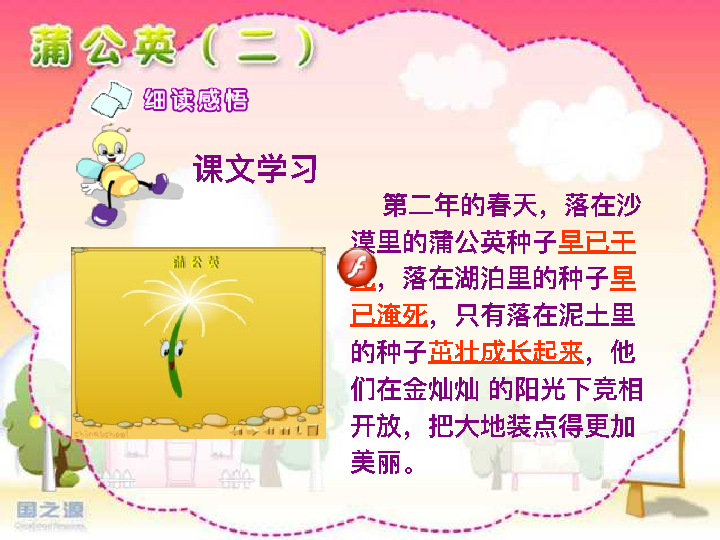 蒲公英（二）
细读感悟
课文学习
第二年的春天，落在沙
漠里的蒲公英种子早已干
，落在湖泊里的种子早
已淹死，只有落在泥土里
的种子茁壮成长起来，他
们在金灿灿 的阳光下竞相
开放，把大地装点得更加
美丽。
蒲公英
国之源